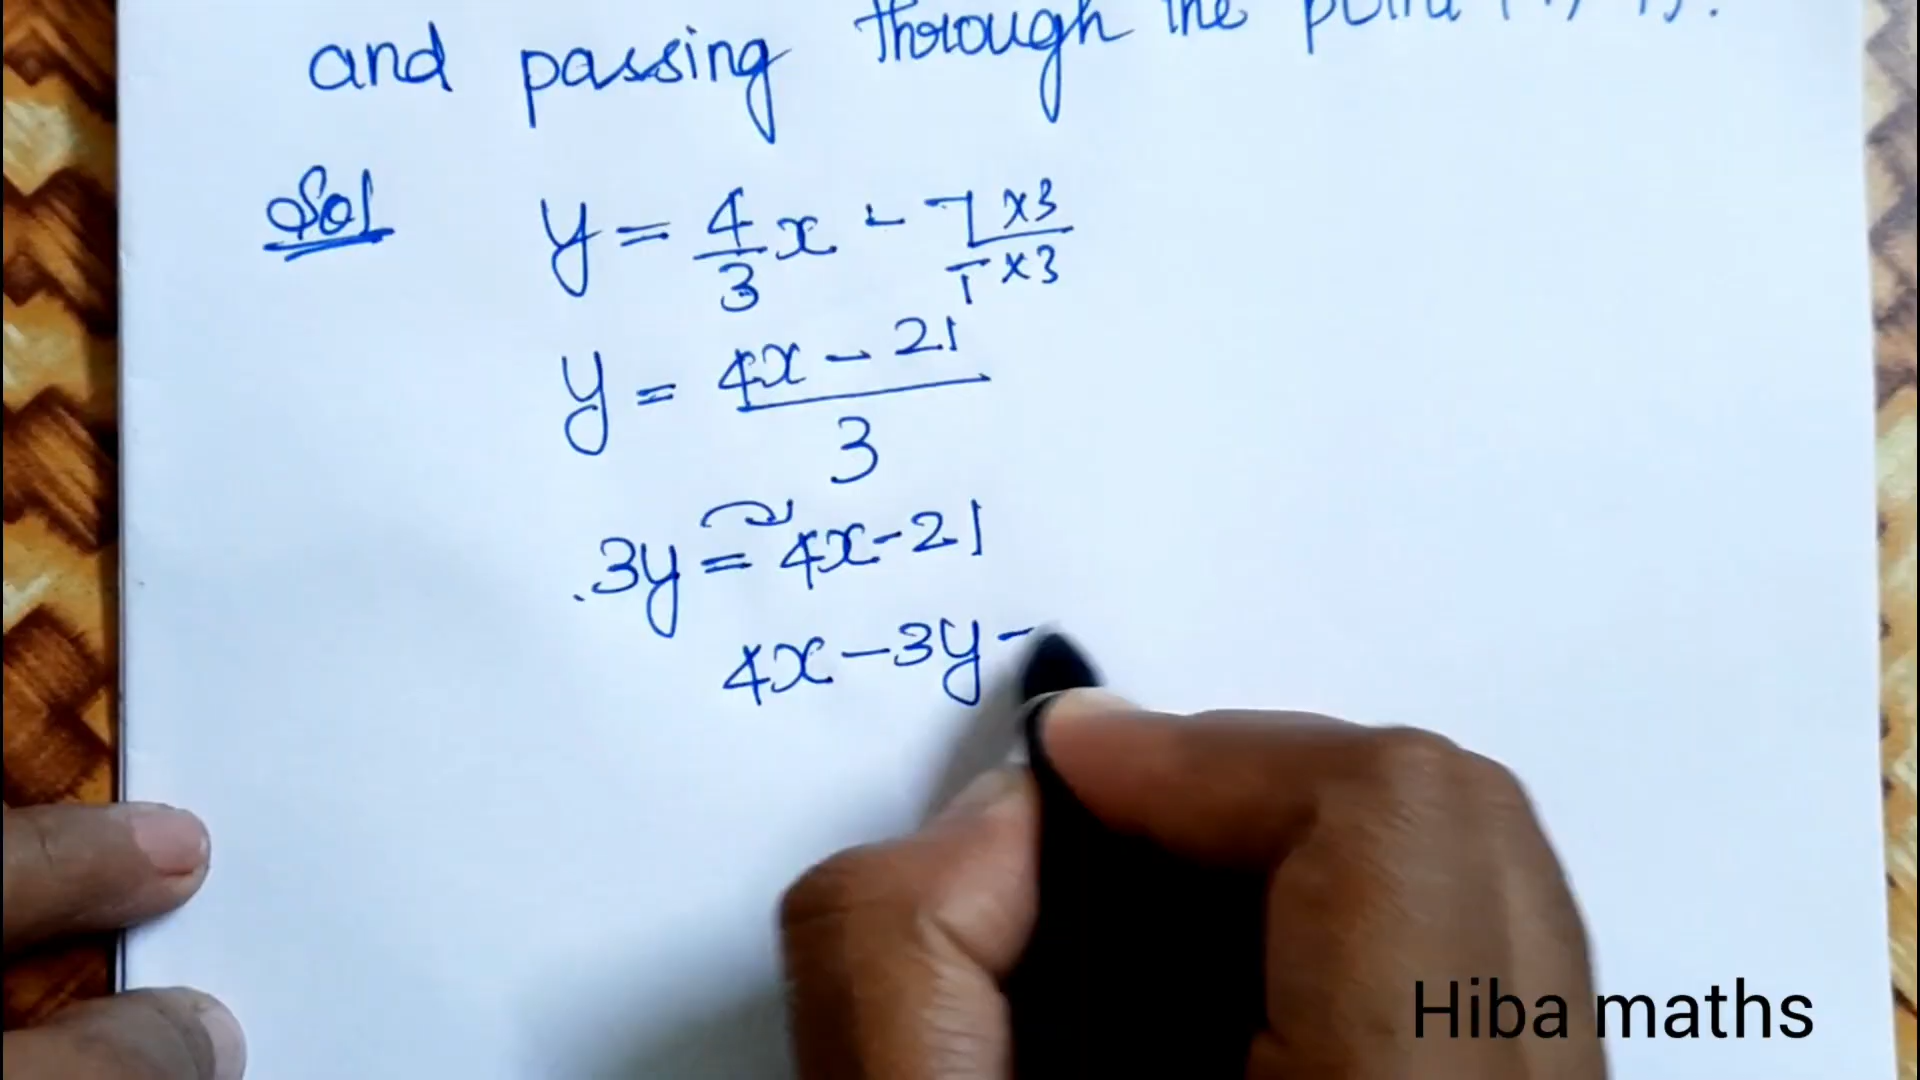 and passing through the point
Sol y = 4/3 x - 7×3/1×3
y = 4x - 21/3
3y = 4x - 21
4x - 3y -
Hiba maths